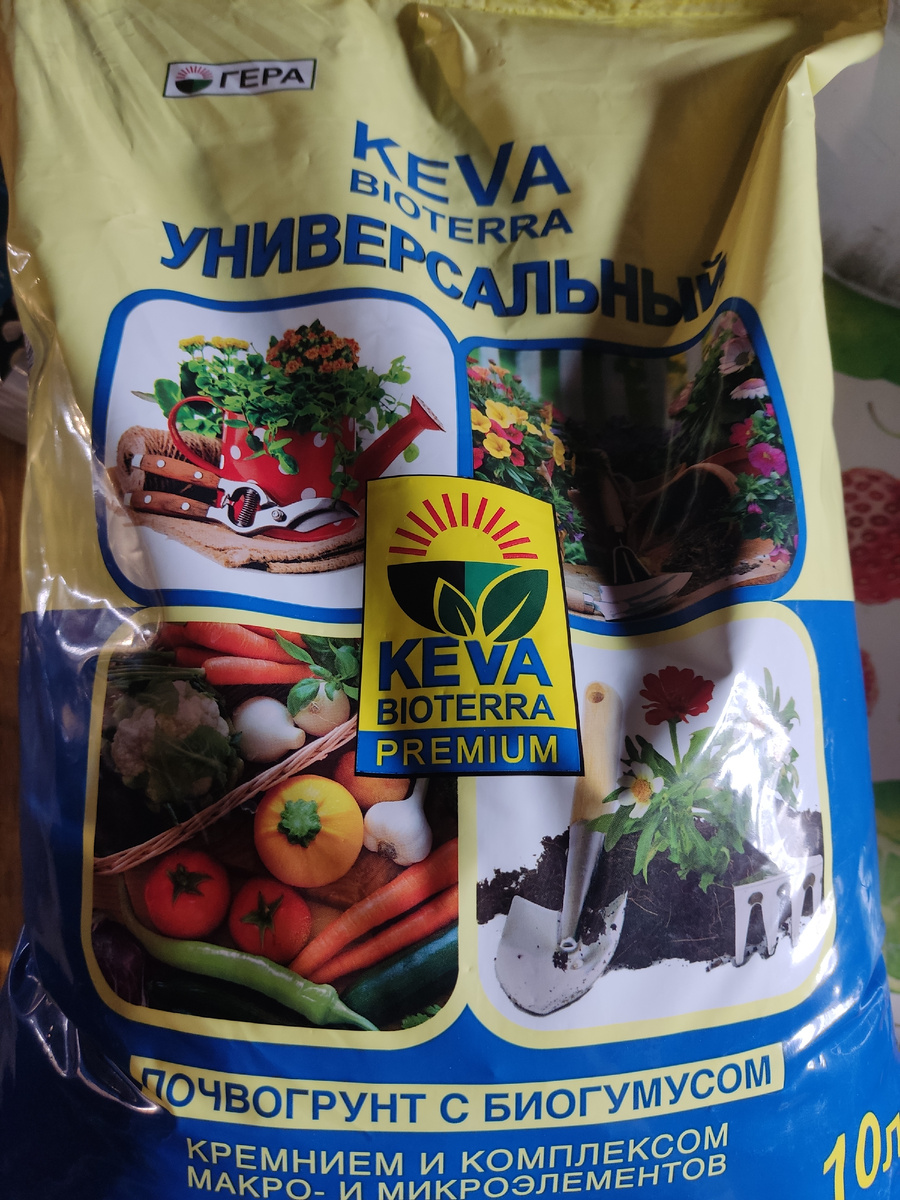 ГЕРА
KEVA
BIOTERRA
УНИВЕРСАЛЬНЫЙ
KEVA
BIOTERRA
PREMIUM
ПОЧВОГРУНТ С БИОГУМУСОМ
КРЕМНИЕМ И КОМПЛЕКСОМ
МАКРО- И МИКРОЭЛЕМЕНТОВ
10л